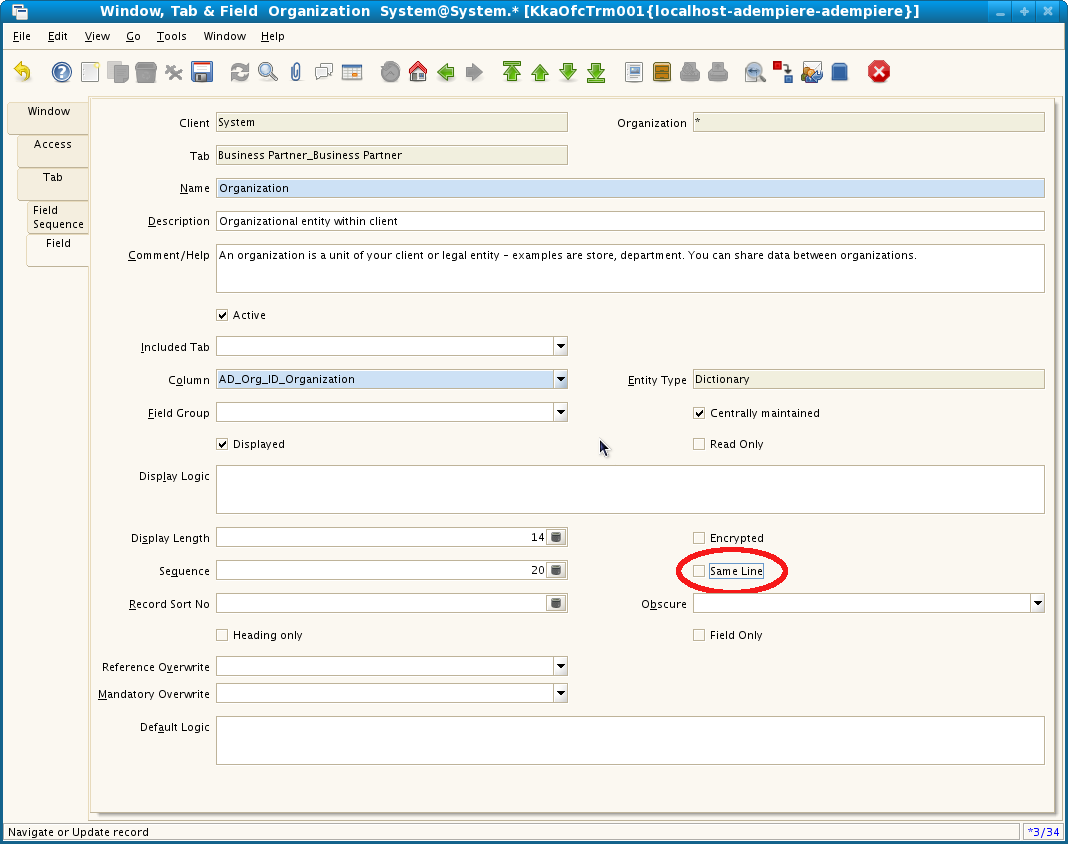 Window, Tab & Field  Organization  System@System.* [KkaOfcTrm001{localhost-adempiere-adempiere}]
File Edit View Go Tools Window Help
Window
Access
Tab
Field
Sequence
Field
Client System Organization *
Tab Business Partner_Business Partner
Name Organization
Description Organizational entity within client
Comment/Help An organization is a unit of your client or legal entity - examples are store, department. You can share data between organizations.
Active
Included Tab
Column AD_Org_ID_Organization Entity Type Dictionary
Field Group Centrally maintained
Displayed Read Only
Display Logic
Display Length 14 Encrypted
Sequence 20 Same Line
Record Sort No Obscure
Heading only Field Only
Reference Overwrite
Mandatory Overwrite
Default Logic
Navigate or Update record *3/34